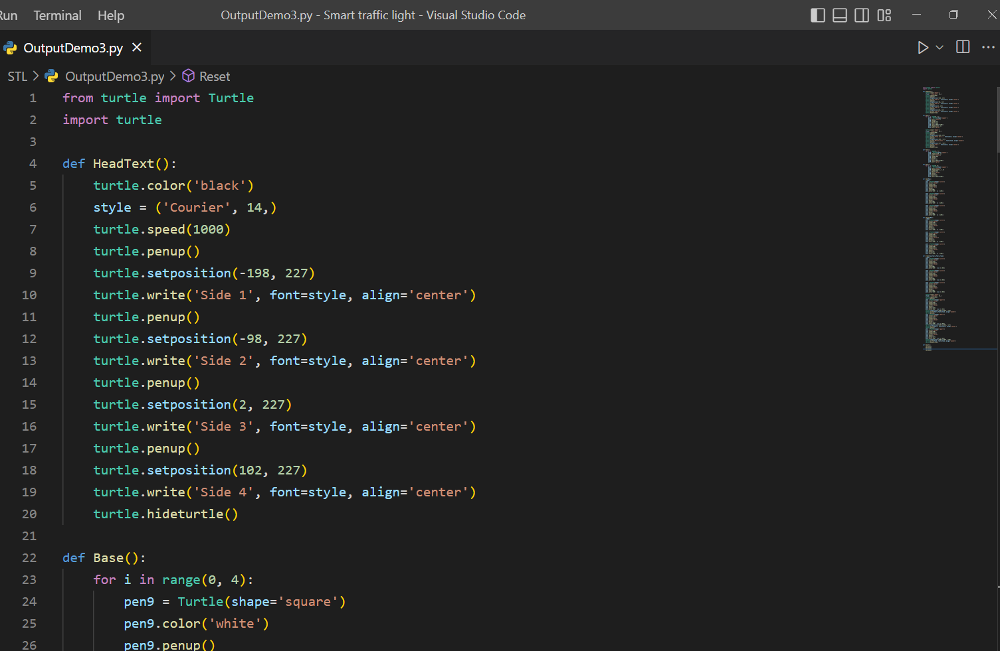 Run Terminal Help OutputDemo3.py - Smart traffic light - Visual Studio Code
OutputDemo3.py
STL > OutputDemo3.py > Reset
1 from turtle import Turtle
2 import turtle
3
4 def HeadText():
5     turtle.color('black')
6     style = ('Courier', 14,)
7     turtle.speed(1000)
8     turtle.penup()
9     turtle.setposition(-198, 227)
10     turtle.write('Side 1', font=style, align='center')
11     turtle.penup()
12     turtle.setposition(-98, 227)
13     turtle.write('Side 2', font=style, align='center')
14     turtle.penup()
15     turtle.setposition(2, 227)
16     turtle.write('Side 3', font=style, align='center')
17     turtle.penup()
18     turtle.setposition(102, 227)
19     turtle.write('Side 4', font=style, align='center')
20     turtle.hideturtle()
21
22 def Base():
23     for i in range(0, 4):
24         pen9 = Turtle(shape='square')
25         pen9.color('white')
26         pen9.penup()